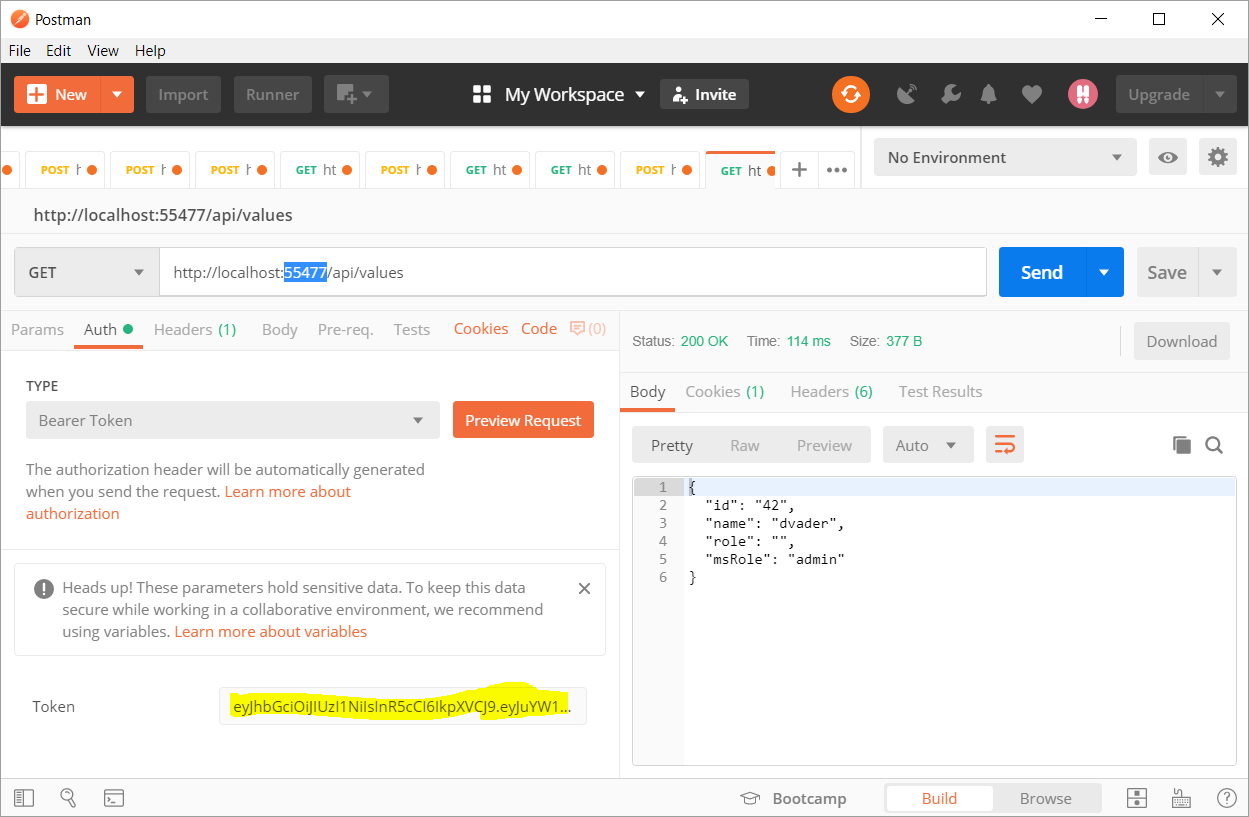 Postman
File Edit View Help
New Import Runner My Workspace Invite Upgrade
POST h POST h POST h GET ht POST h GET ht GET ht POST h GET ht
No Environment
http://localhost:55477/api/values
GET http://localhost:55477/api/values Send Save
Params Auth Headers (1) Body Pre-req. Tests Cookies Code (0)
Status: 200 OK Time: 114 ms Size: 377 B Download
TYPE
Bearer Token Preview Request
The authorization header will be automatically generated
when you send the request. Learn more about
authorization
Heads up! These parameters hold sensitive data. To keep this data
secure while working in a collaborative environment, we recommend
using variables. Learn more about variables
Token eyJhbGciOiJIUzI1NiIsInR5cCI6IkpXVCJ9.eyJuYW1...
Body Cookies (1) Headers (6) Test Results
Pretty Raw Preview Auto
1 {
2 "id": "42",
3 "name": "dvader",
4 "role": "",
5 "msRole": "admin"
6 }
Bootcamp Build Browse